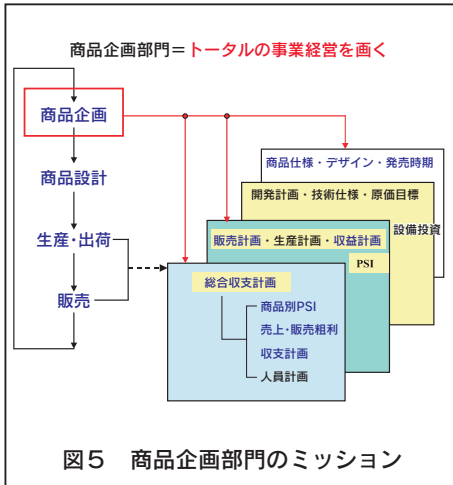 商品企画部門＝トータルの事業経営を画く
商品企画
商品設計
生産・出荷
販売
商品仕様・デザイン・発売時期
開発計画・技術仕様・原価目標
設備投資
販売計画・生産計画・収益計画
PSI
総合収支計画
商品別PSI
売上・販売粗利
収支計画
人員計画
図5　商品企画部門のミッション